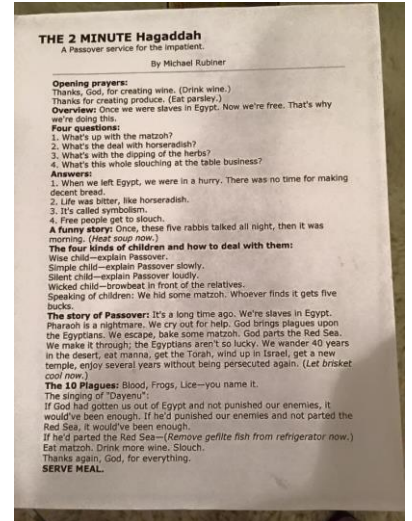 THE 2 MINUTE Hagaddah
A Passover service for the impatient.
By Michael Rubiner
Opening prayers:
Thanks, God, for creating wine. (Drink wine.)
Thanks for creating produce. (Eat parsley.)
Overview: Once we were slaves in Egypt. Now we're free. That's why
we're doing this.
Four questions:
1. What's up with the matzoh?
2. What's the deal with horseradish?
3. What's with the dipping of the herbs?
4. What's this whole slouching at the table business?
Answers:
1. When we left Egypt, we were in a hurry. There was no time for making
decent bread.
2. Life was bitter, like horseradish.
3. It's called symbolism.
4. Free people get to slouch.
A funny story: Once, these five rabbis talked all night, then it was
morning. (Heat soup now.)
The four kinds of children and how to deal with them:
Wise child—explain Passover.
Simple child—explain Passover slowly.
Silent child—explain Passover loudly.
Wicked child—browbeat in front of the relatives.
Speaking of children: We hid some matzoh. Whoever finds it gets five
bucks.
The story of Passover: It's a long time ago. We're slaves in Egypt.
Pharaoh is a nightmare. We cry out for help. God brings plagues upon
the Egyptians. We escape, bake some matzoh. God parts the Red Sea.
We make it through; the Egyptians aren't so lucky. We wander 40 years
in the desert, eat manna, get the Torah, wind up in Israel, get a new
temple, enjoy several years without being persecuted again. (Let brisket
cool now.)
The 10 Plagues: Blood, Frogs, Lice—you name it.
The singing of "Dayenu":
If God had gotten us out of Egypt and not punished our enemies, it
would've been enough. If he'd punished our enemies and not parted the
Red Sea, it would've been enough.
If he'd parted the Red Sea—(Remove gefilte fish from refrigerator now.)
Eat matzoh. Drink more wine. Slouch.
Thanks again, God, for everything.
SERVE MEAL.